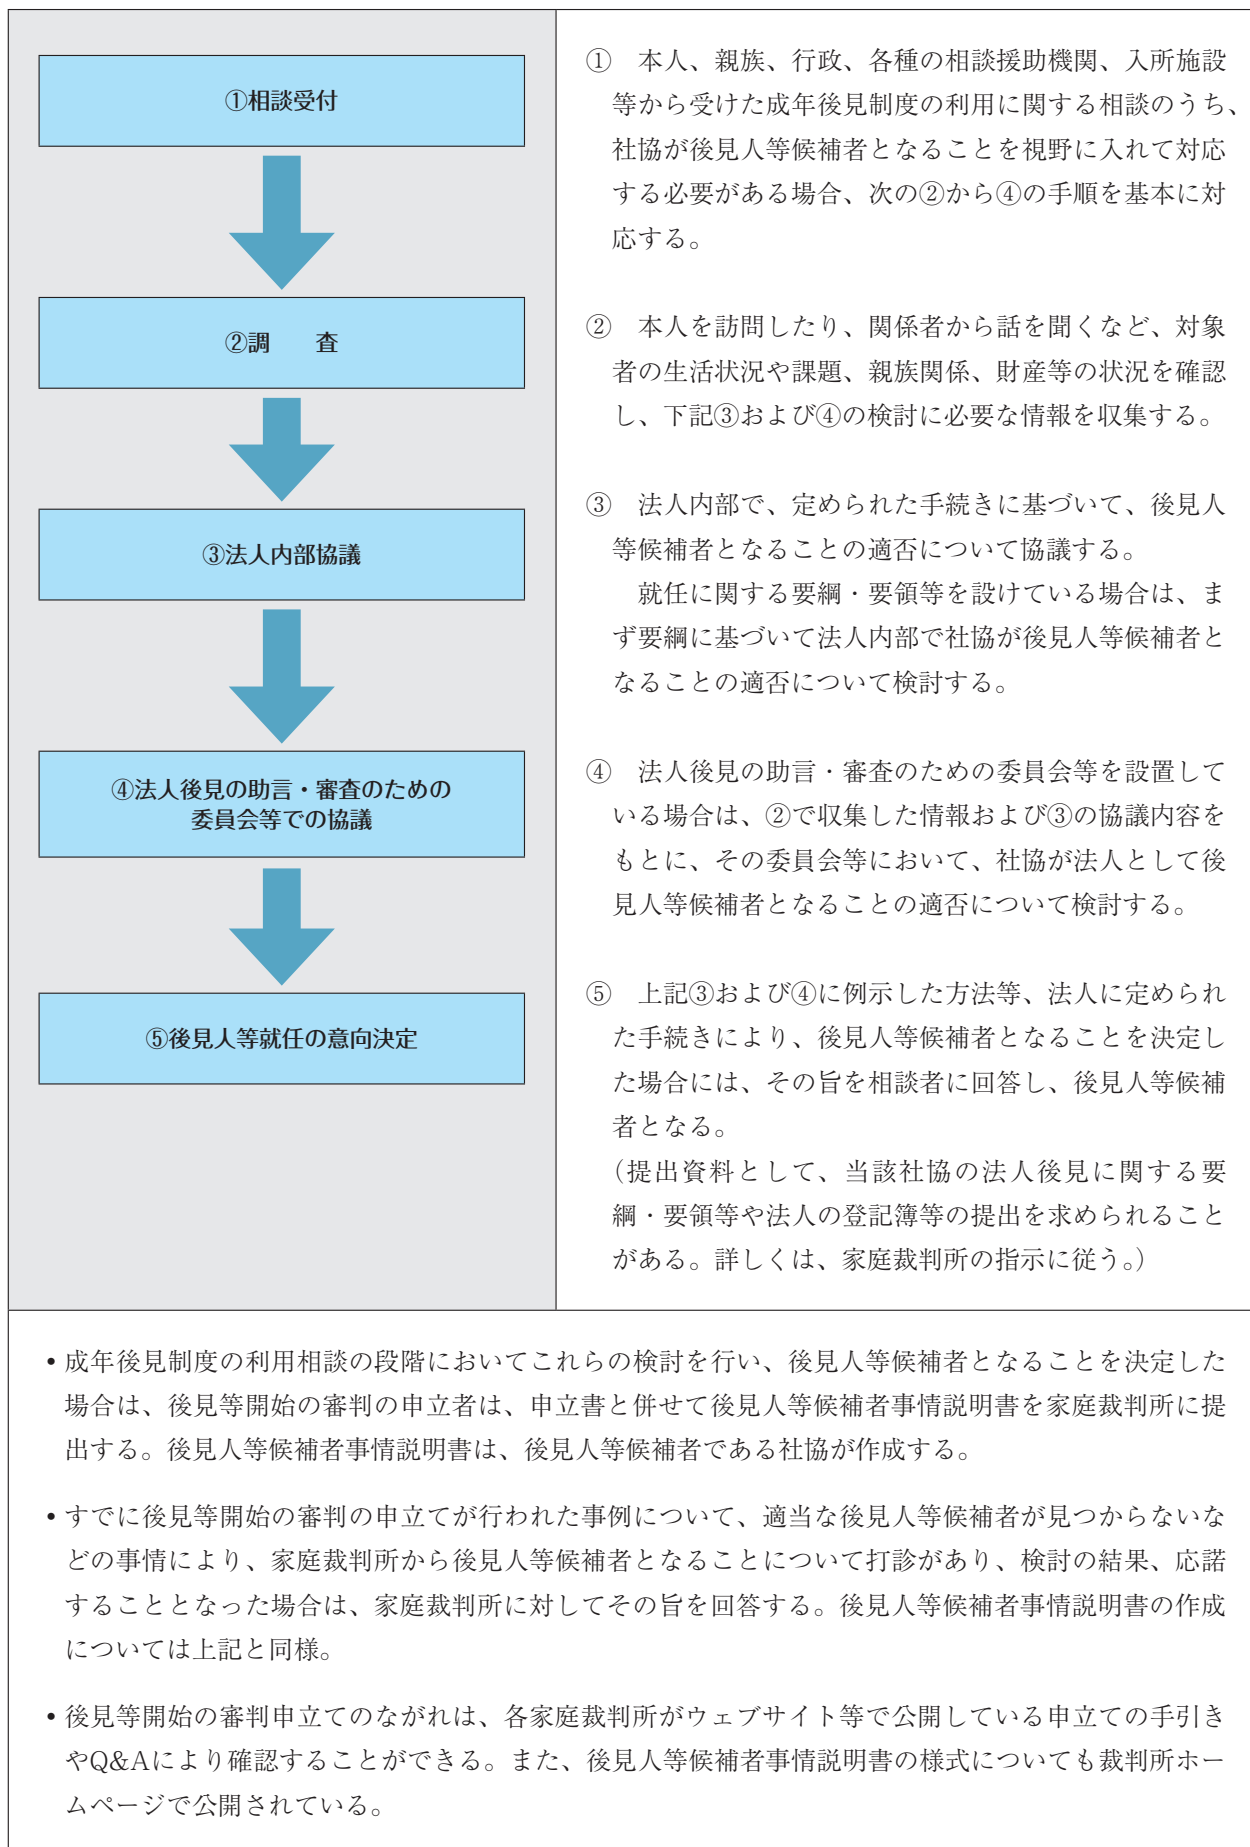 ①相談受付
②調　査
③法人内部協議
④法人後見の助言・審査のための
委員会等での協議
⑤後見人等就任の意向決定
①　本人、親族、行政、各種の相談援助機関、入所施設
等から受けた成年後見制度の利用に関する相談のうち、
社協が後見人等候補者となることを視野に入れて対応
する必要がある場合、次の②から④の手順を基本に対
応する。
②　本人を訪問したり、関係者から話を聞くなど、対象
者の生活状況や課題、親族関係、財産等の状況を確認
し、下記③および④の検討に必要な情報を収集する。
③　法人内部で、定められた手続きに基づいて、後見人
等候補者となることの適否について協議する。
就任に関する要綱・要領等を設けている場合は、ま
ず要綱に基づいて法人内部で社協が後見人等候補者と
なることの適否について検討する。
④　法人後見の助言・審査のための委員会等を設置して
いる場合は、②で収集した情報および③の協議内容を
もとに、その委員会等において、社協が法人として後
見人等候補者となることの適否について検討する。
⑤　上記③および④に例示した方法等、法人に定められ
た手続きにより、後見人等候補者となることを決定し
た場合には、その旨を相談者に回答し、後見人等候補
者となる。
（提出資料として、当該社協の法人後見に関する要
綱・要領等や法人の登記簿等の提出を求められること
がある。詳しくは、家庭裁判所の指示に従う。）
•成年後見制度の利用相談の段階においてこれらの検討を行い、後見人等候補者となることを決定した
場合は、後見等開始の審判の申立者は、申立書と併せて後見人等候補者事情説明書を家庭裁判所に提
出する。後見人等候補者事情説明書は、後見人等候補者である社協が作成する。
•すでに後見等開始の審判の申立てが行われた事例について、適当な後見人等候補者が見つからないな
どの事情により、家庭裁判所から後見人等候補者となることについて打診があり、検討の結果、応諾
することとなった場合は、家庭裁判所に対してその旨を回答する。後見人等候補者事情説明書の作成
については上記と同様。
•後見等開始の審判申立てのながれは、各家庭裁判所がウェブサイト等で公開している申立ての手引き
やQ&Aにより確認することができる。また、後見人等候補者事情説明書の様式についても裁判所ホー
ムページで公開されている。